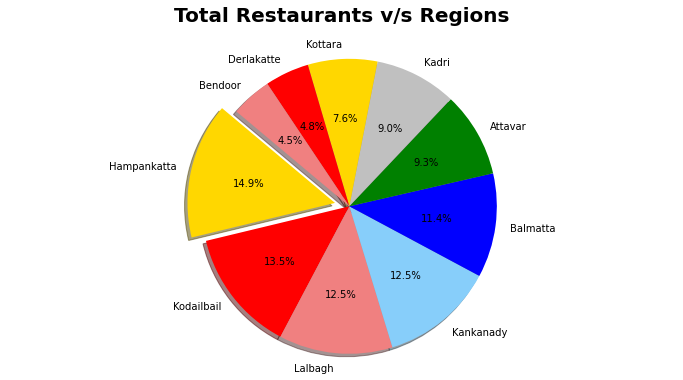 Total Restaurants v/s Regions
Kottara
Derlakatte
Kadri
Bendoor
7.6%
4.8%
9.0%
Attavar
4.5%
9.3%
Hampankatta
14.9%
11.4%
Balmatta
13.5%
12.5%
12.5%
Kodailbail
Kankanady
Lalbagh